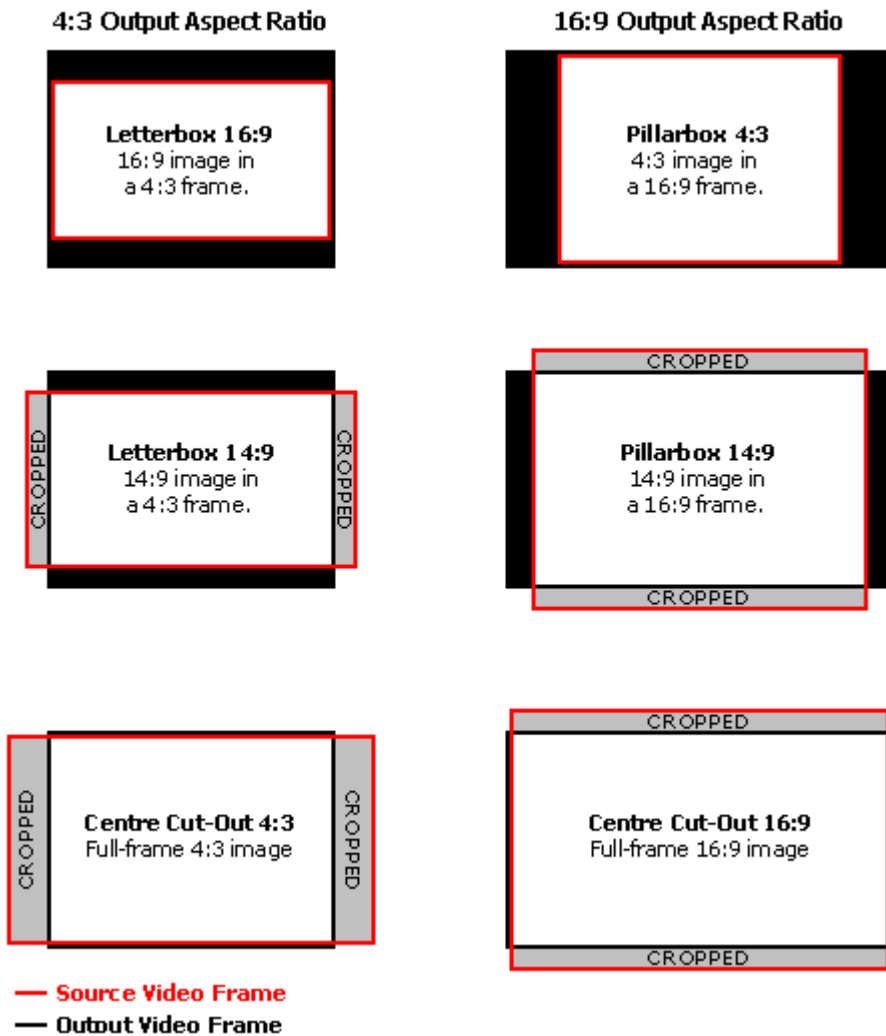 4:3 Output Aspect Ratio
16:9 Output Aspect Ratio
Letterbox 16:9
16:9 image in
a 4:3 frame.
Pillarbox 4:3
4:3 image in
a 16:9 frame.
CROPPED
Letterbox 14:9
14:9 image in
a 4:3 frame.
CROPPED
CROPPED
Pillarbox 14:9
14:9 image in
a 16:9 frame.
CROPPED
CROPPED
Centre Cut-Out 4:3
Full-frame 4:3 image
CROPPED
CROPPED
Centre Cut-Out 16:9
Full-frame 16:9 image
CROPPED
Source Video Frame
Output Video Frame